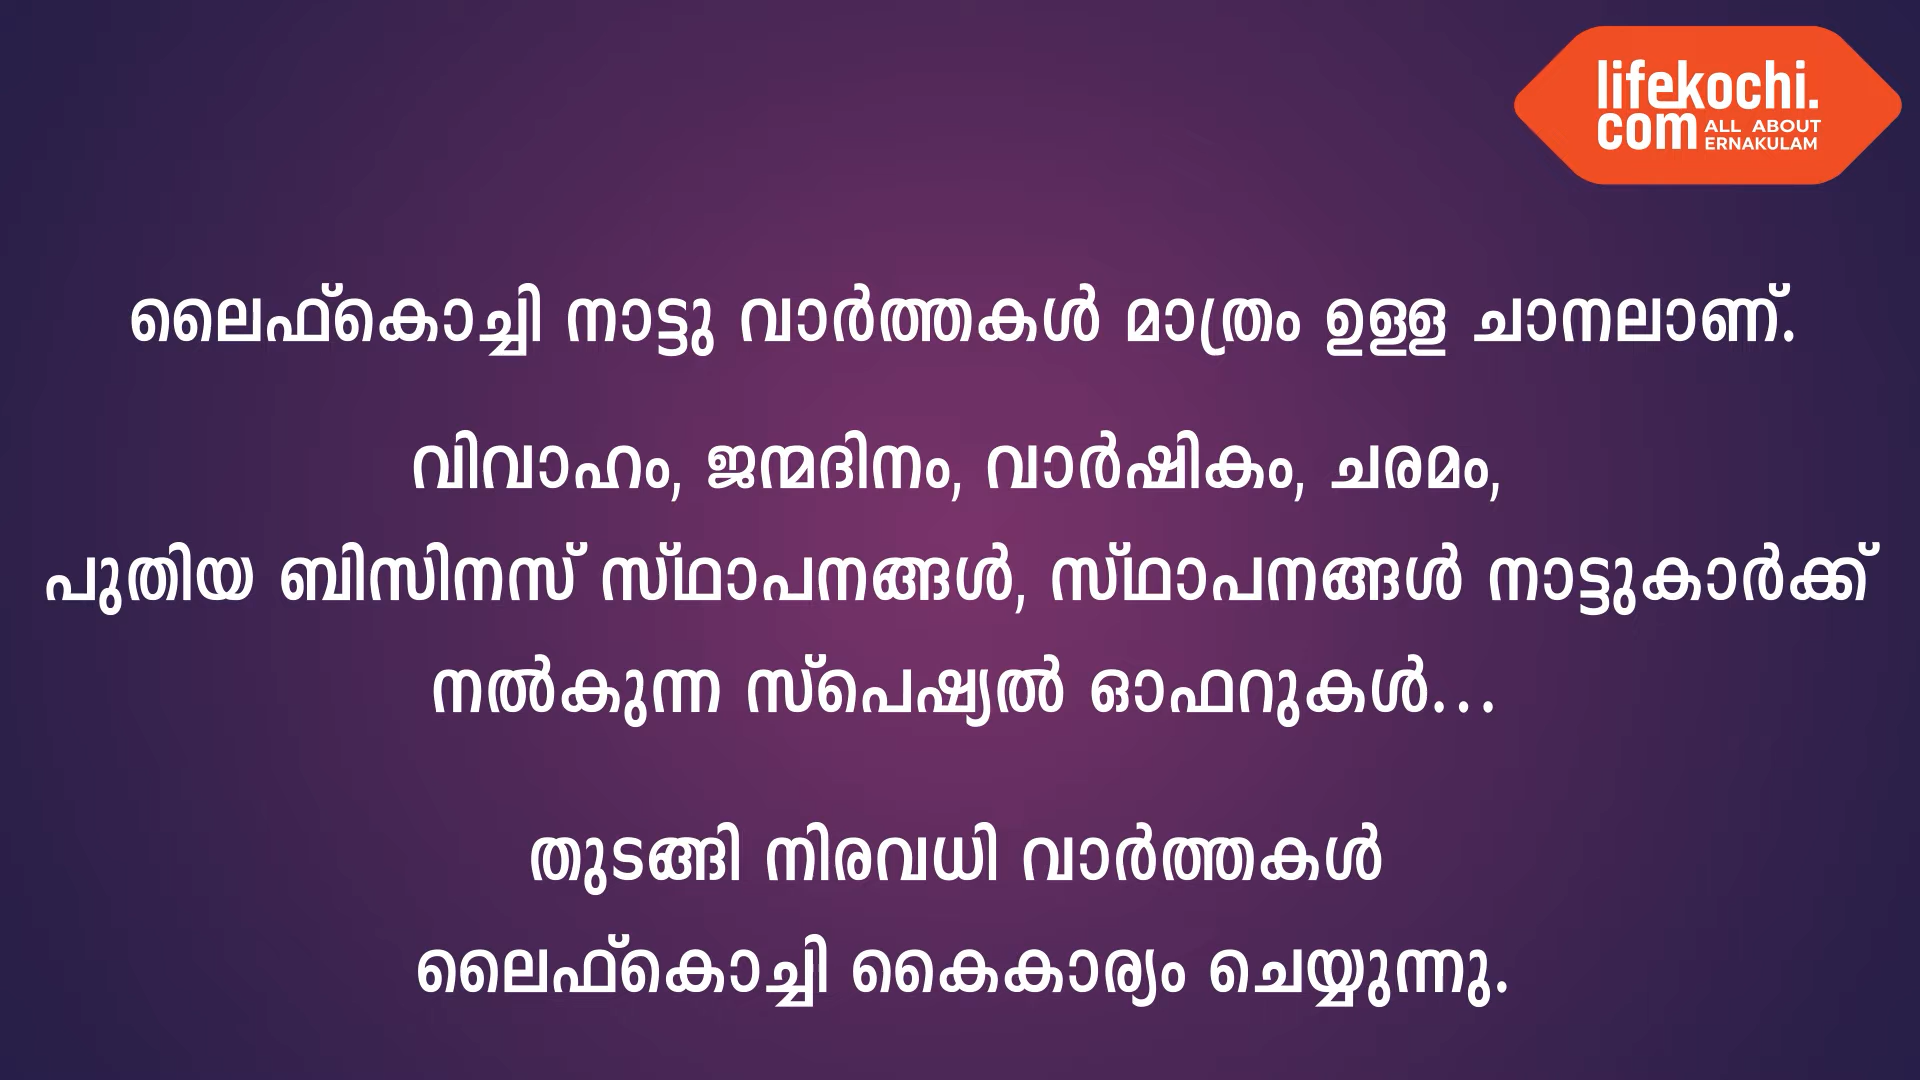 lifekochi.
com ALL ABOUT
ERNAKULAM
ലൈഫ്കൊച്ചി നാട്ടു വാർത്തകൾ മാത്രം ഉള്ള ചാനലാണ്.
വിവാഹം, ജന്മദിനം, വാർഷികം, ചരമം,
പുതിയ ബിസിനസ് സ്ഥാപനങ്ങൾ, സ്ഥാപനങ്ങൾ നാട്ടുകാർക്ക്
നൽകുന്ന സ്പെഷ്യൽ ഓഫറുകൾ...
തുടങ്ങി നിരവധി വാർത്തകൾ
ലൈഫ്കൊച്ചി കൈകാര്യം ചെയ്യുന്നു.